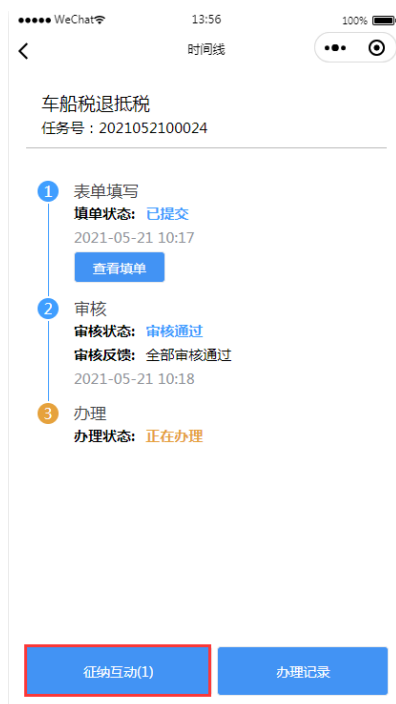 WeChat 13:56 100%
时间线
车船税退抵税
任务号：2021052100024
1 表单填写
填单状态: 已提交
2021-05-21 10:17
查看填单
2 审核
审核状态: 审核通过
审核反馈: 全部审核通过
2021-05-21 10:18
3 办理
办理状态: 正在办理
征纳互动(1) 办理记录